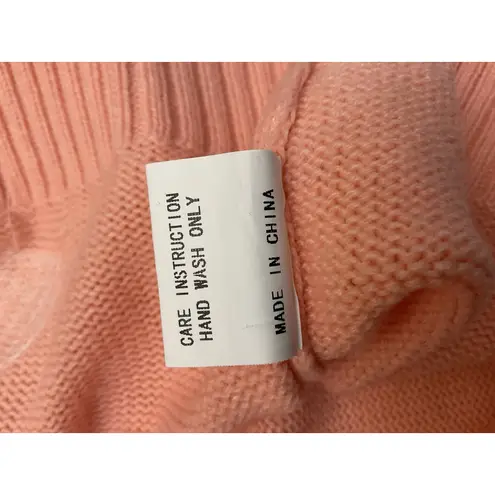 CARE INSTRUCTION
HAND WASH ONLY
MADE IN CHINA